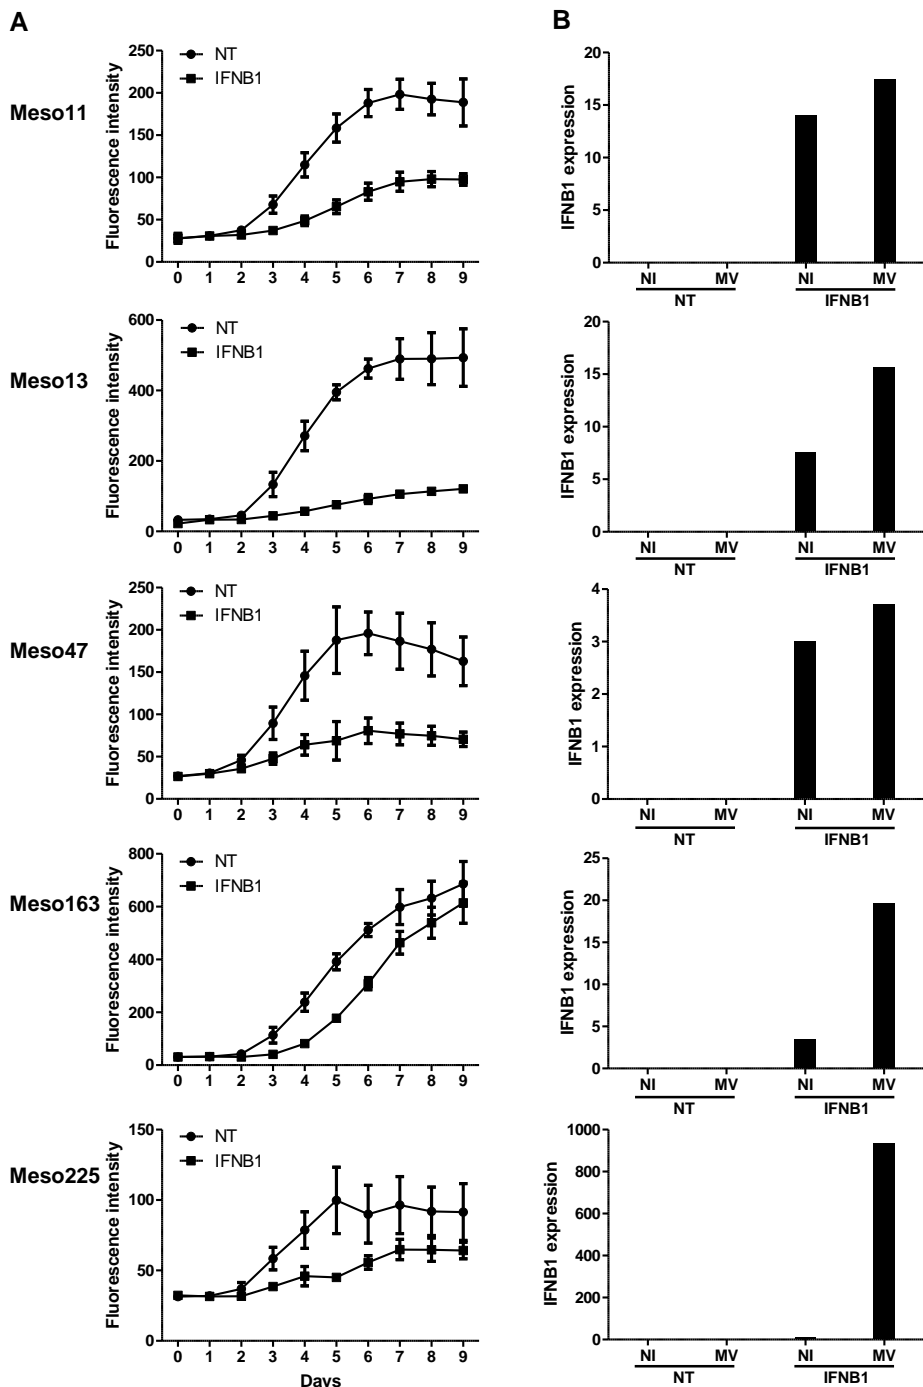 A
B
Meso11
Fluorescence intensity
NT
IFNB1
250
200
150
100
50
0
0 1 2 3 4 5 6 7 8 9
IFNB1 expression
20
15
10
5
0
NI MV NI MV
NT IFNB1
Meso13
Fluorescence intensity
NT
IFNB1
600
400
200
0
0 1 2 3 4 5 6 7 8 9
IFNB1 expression
20
15
10
5
0
NI MV NI MV
NT IFNB1
Meso47
Fluorescence intensity
NT
IFNB1
250
200
150
100
50
0
0 1 2 3 4 5 6 7 8 9
IFNB1 expression
4
3
2
1
0
NI MV NI MV
NT IFNB1
Meso163
Fluorescence intensity
NT
IFNB1
800
600
400
200
0
0 1 2 3 4 5 6 7 8 9
IFNB1 expression
25
20
15
10
5
0
NI MV NI MV
NT IFNB1
Meso225
Fluorescence intensity
NT
IFNB1
150
100
50
0
0 1 2 3 4 5 6 7 8 9
Days
IFNB1 expression
1000
800
600
400
200
0
NI MV NI MV
NT IFNB1